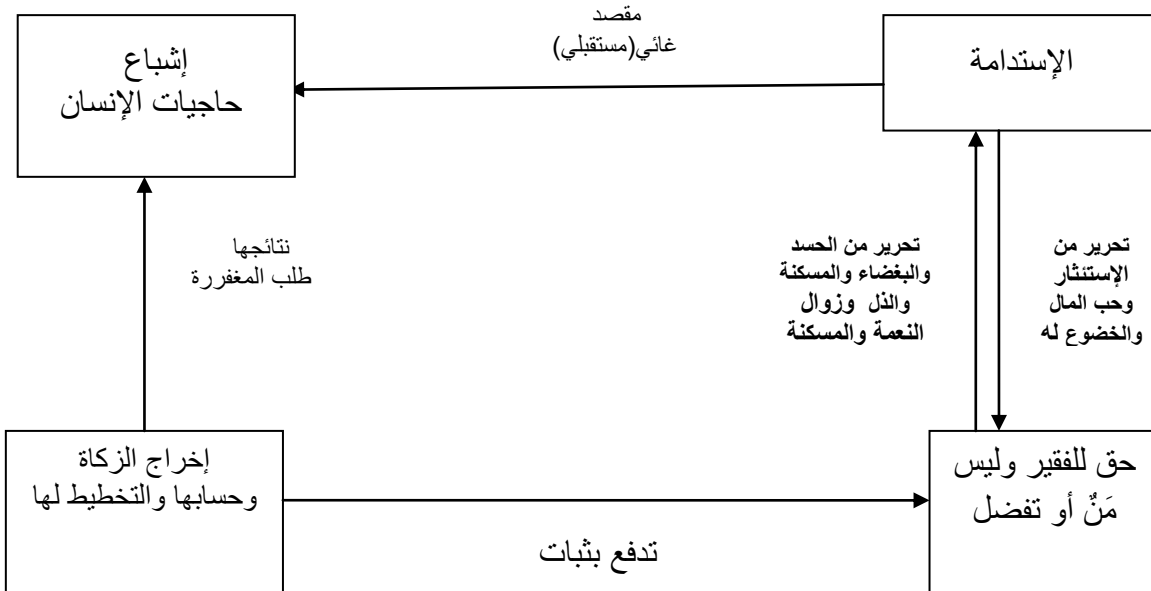 مقصد
غائي(مستقبلي)
الإستدامة
إشباع
حاجيات الإنسان
تحرير من
الإستئثار
وحب المال
والخضوع له
تحرير من الحسد
والبغضاء والمسكنة
والذل وزوال
النعمة والمسكنة
نتائجها
طلب المغفررة
حق للفقير وليس
مَنٌ أو تفضل
إخراج الزكاة
وحسابها والتخطيط لها
تدفع بثبات